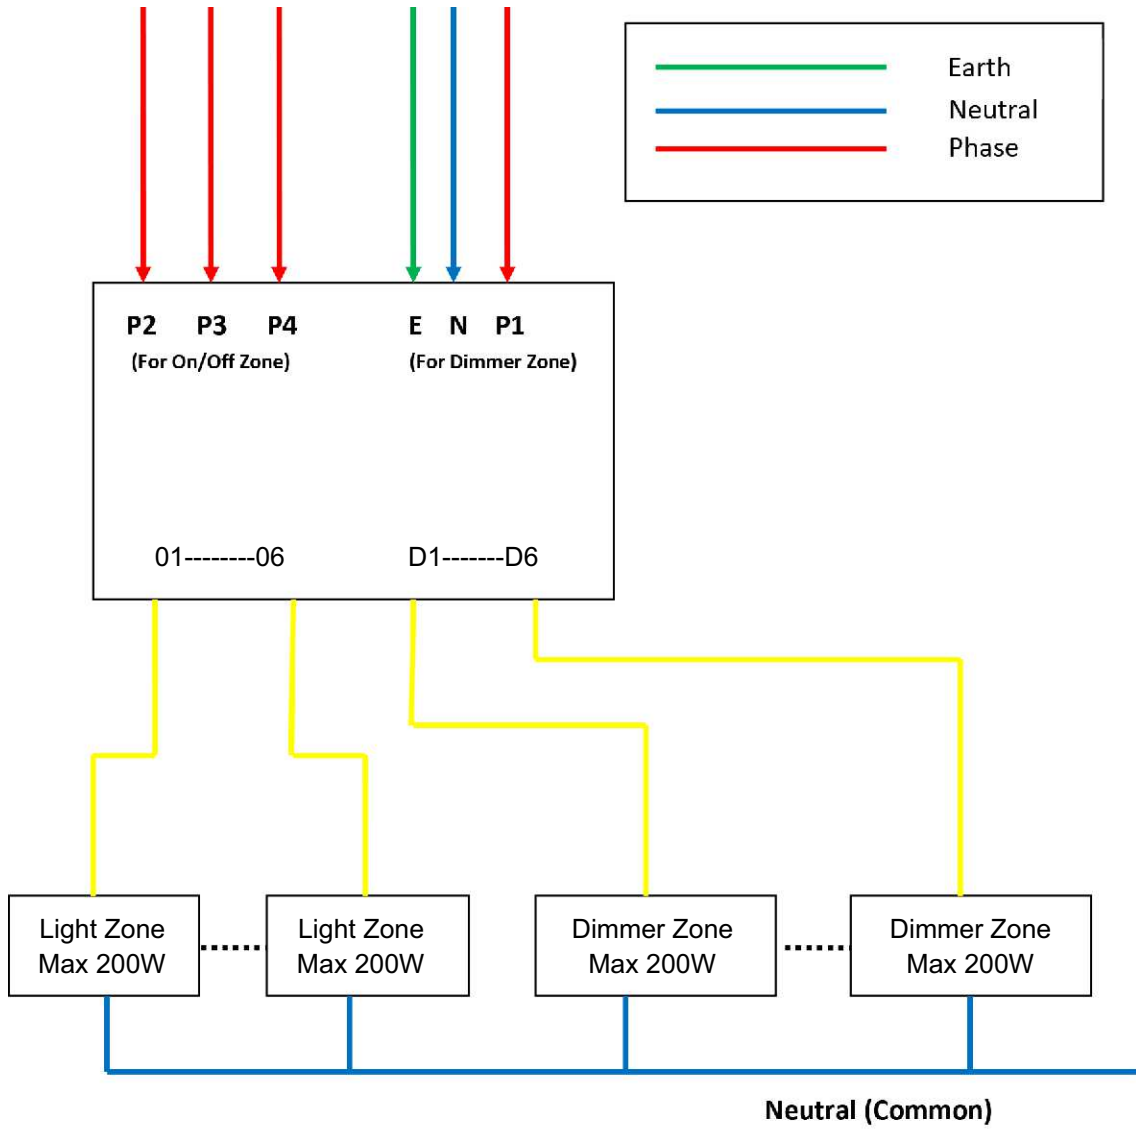 Earth
Neutral
Phase
P2 P3 P4 E N P1
(For On/Off Zone) (For Dimmer Zone)
01--------06 D1-------D6
Light Zone Light Zone Dimmer Zone Dimmer Zone
Max 200W Max 200W Max 200W Max 200W
Neutral (Common)